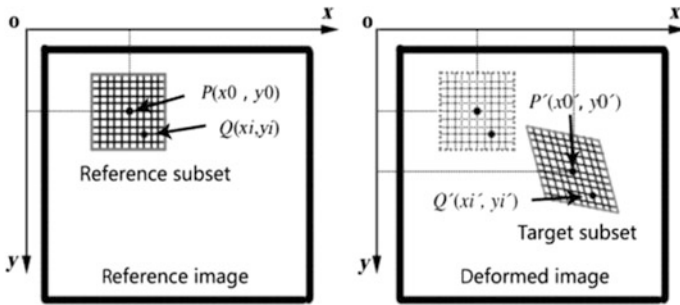 o
x
P(x0 , y0)
Q(xi,yi)
Reference subset
y
Reference image
o
x
P´(x0´, y0´)
Q´(xi´, yi´)
Target subset
y
Deformed image